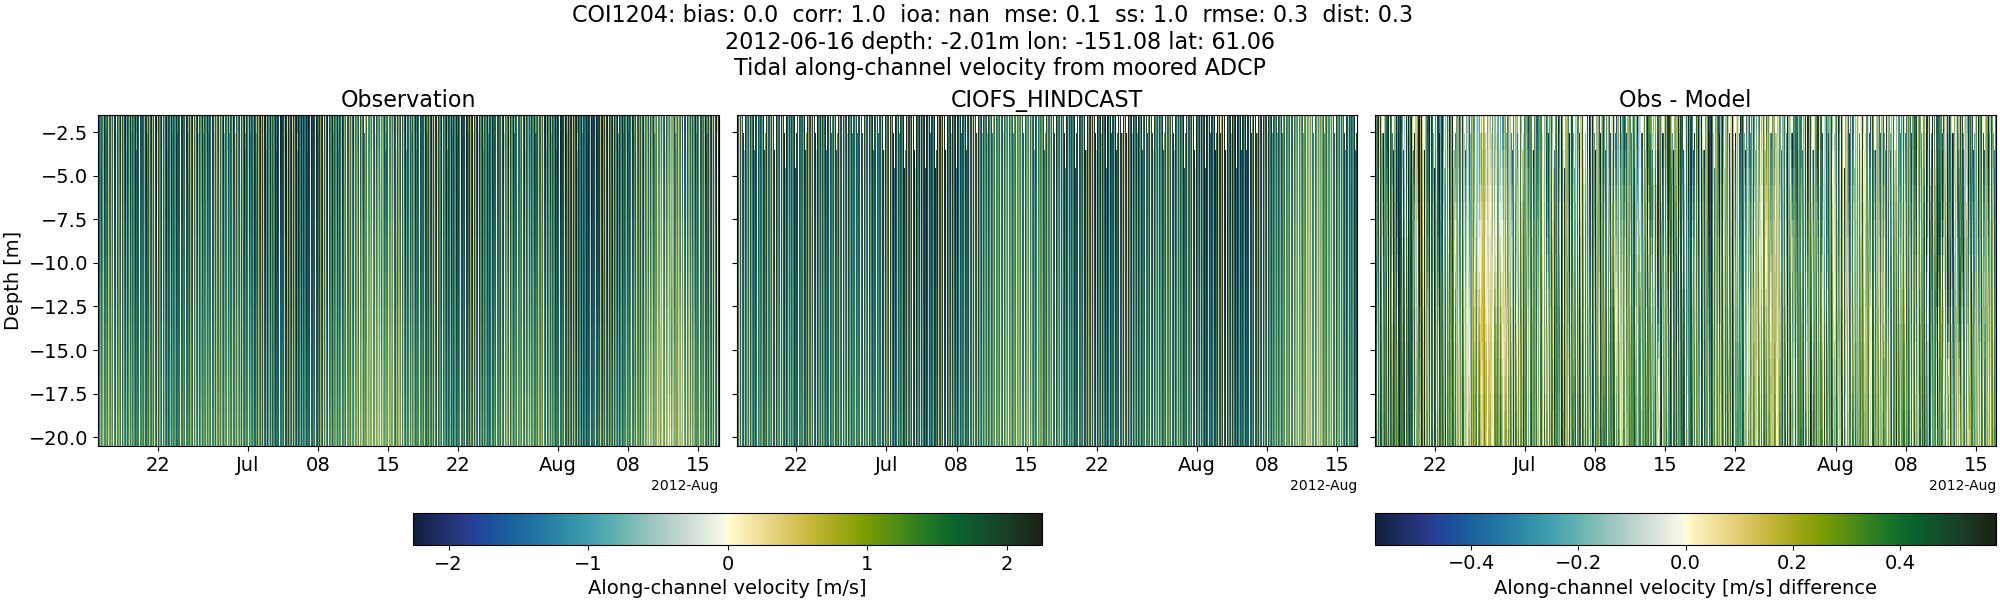 COI1204: bias: 0.0  corr: 1.0  ioa: nan  mse: 0.1  ss: 1.0  rmse: 0.3  dist: 0.3
2012-06-16 depth: -2.01m lon: -151.08 lat: 61.06
Tidal along-channel velocity from moored ADCP
Observation
CIOFS_HINDCAST
Obs - Model
Depth [m]
−2.5
−5.0
−7.5
−10.0
−12.5
−15.0
−17.5
−20.0
22 Jul 08 15 22 Aug 08 15
2012-Aug
22 Jul 08 15 22 Aug 08 15
2012-Aug
22 Jul 08 15 22 Aug 08 15
2012-Aug
−2 −1 0 1 2
Along-channel velocity [m/s]
−0.4 −0.2 0.0 0.2 0.4
Along-channel velocity [m/s] difference